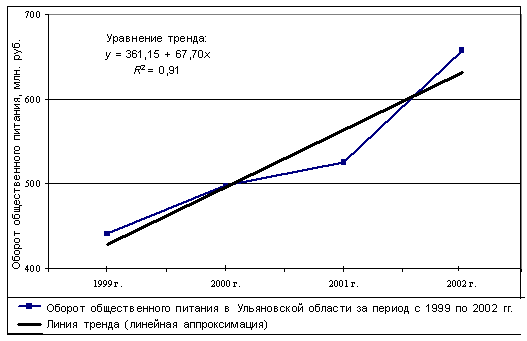 Оборот общественного питания, млн. руб.
700
600
500
400
Уравнение тренда:
y = 361,15 + 67,70x
R² = 0,91
1999 г. 2000 г. 2001 г. 2002 г.
Оборот общественного питания в Ульяновской области за период с 1999 по 2002 гг.
Линия тренда (линейная аппроксимация)